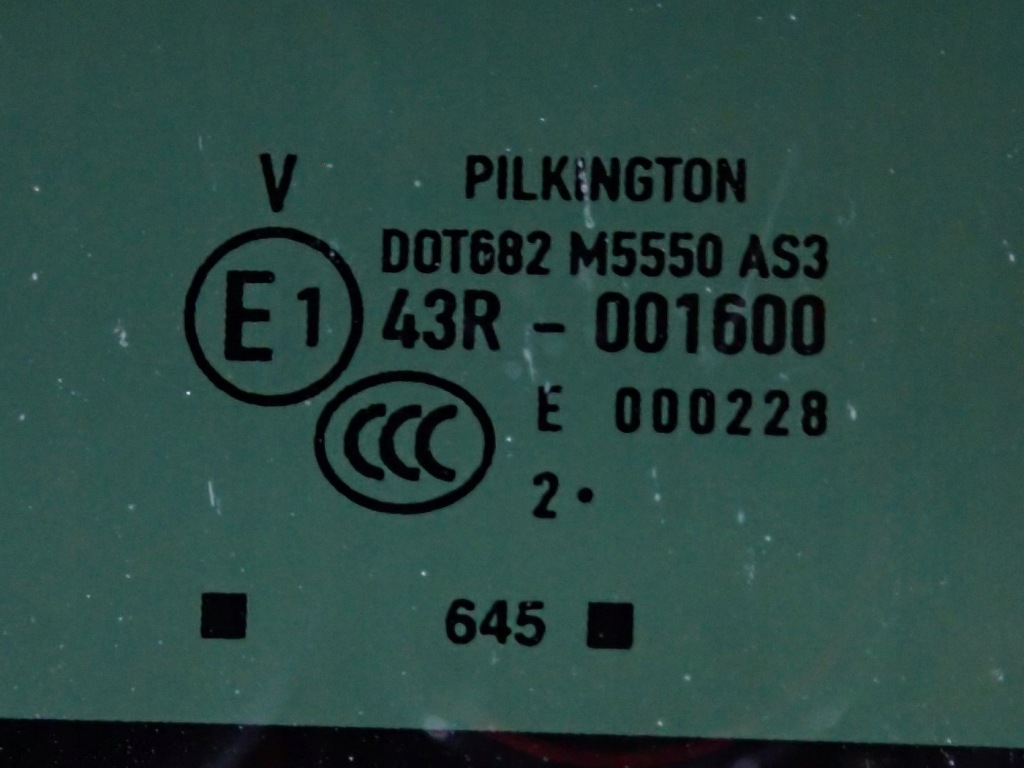 V PILKINGTON
DOT682 M5550 AS3
E1 43R - 001600
CCC E 000228
2 •
645